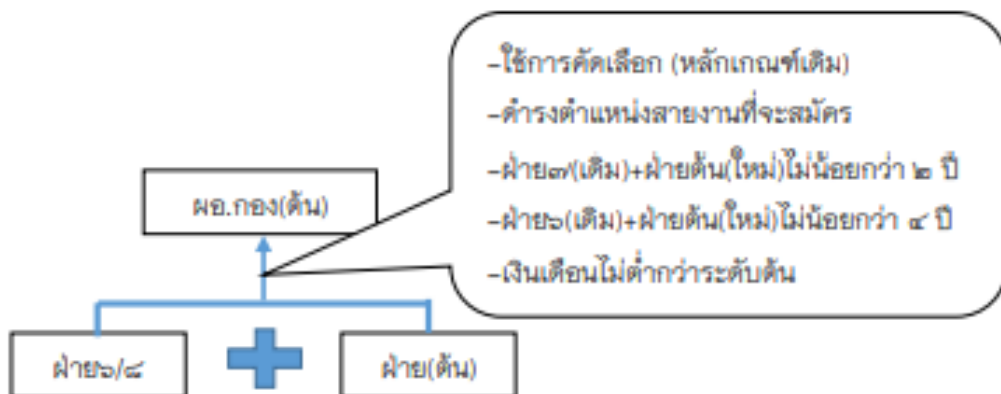 -ใช้การคัดเลือก (หลักเกณฑ์เดิม)
-ดำรงตำแหน่งสายงานที่จะสมัคร
-ฝ่าย๗(เดิม)+ฝ่ายต้น(ใหม่)ไม่น้อยกว่า ๒ ปี
-ฝ่าย๖(เดิม)+ฝ่ายต้น(ใหม่)ไม่น้อยกว่า ๔ ปี
-เงินเดือนไม่ต่ำกว่าระดับต้น
ผอ.กอง(ต้น)
ฝ่าย๖/๘
ฝ่าย(ต้น)